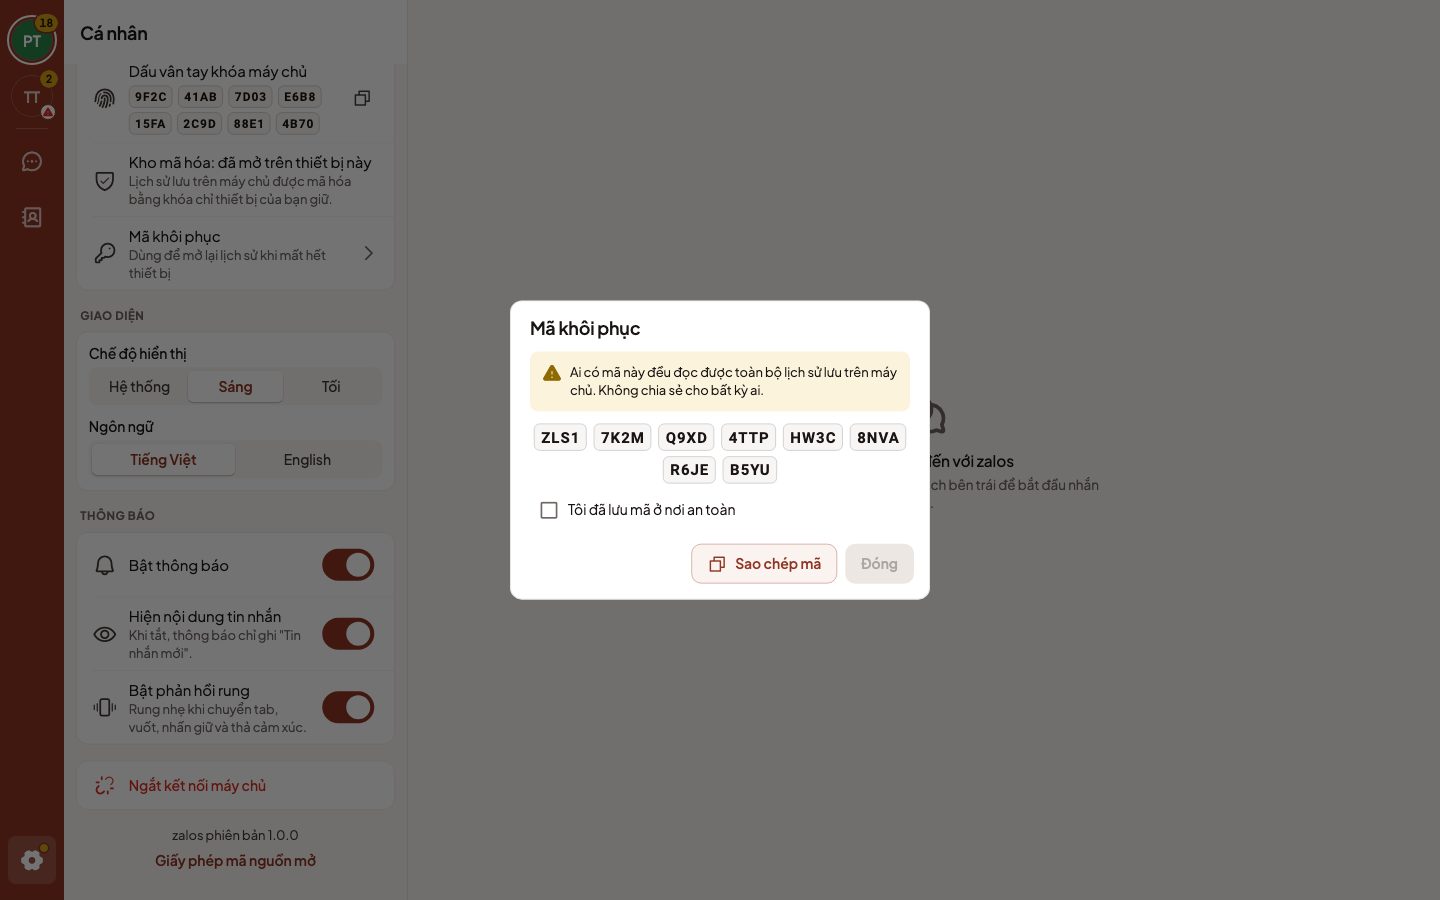 18
PT
2
TT
Cá nhân
Dấu vân tay khóa máy chủ
9F2C 41AB 7D03 E6B8
15FA 2C9D 88E1 4B70
Kho mã hóa: đã mở trên thiết bị này
Lịch sử lưu trên máy chủ được mã hóa
bằng khóa chỉ thiết bị của bạn giữ.
Mã khôi phục
Dùng để mở lại lịch sử khi mất hết
thiết bị
GIAO DIỆN
Chế độ hiển thị
Hệ thống Sáng Tối
Ngôn ngữ
Tiếng Việt English
THÔNG BÁO
Bật thông báo
Hiện nội dung tin nhắn
Khi tắt, thông báo chỉ ghi "Tin
nhắn mới".
Bật phản hồi rung
Rung nhẹ khi chuyển tab,
vuốt, nhấn giữ và thả cảm xúc.
Ngắt kết nối máy chủ
zalos phiên bản 1.0.0
Giấy phép mã nguồn mở
Mã khôi phục
Ai có mã này đều đọc được toàn bộ lịch sử lưu trên máy
chủ. Không chia sẻ cho bất kỳ ai.
ZLS1 7K2M Q9XD 4TTP HW3C 8NVA
R6JE B5YU
Tôi đã lưu mã ở nơi an toàn
Sao chép mã Đóng
đến với zalos
ch bên trái để bắt đầu nhắn